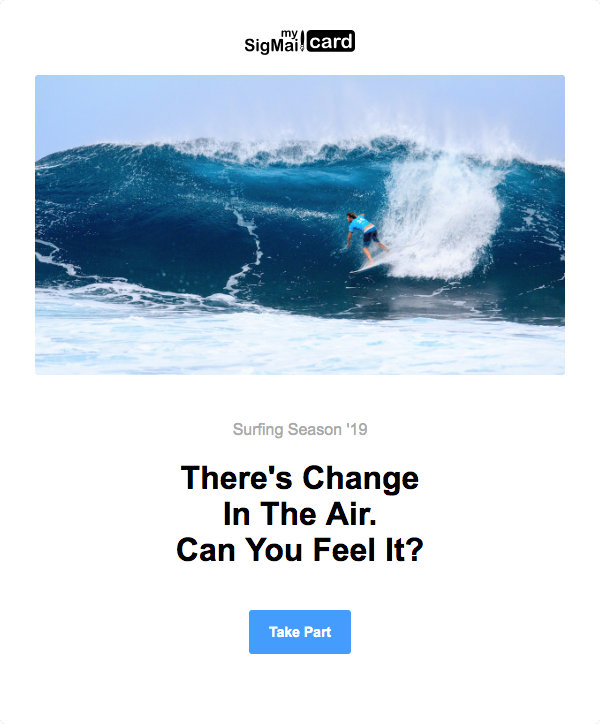 my
SigMail card
Surfing Season '19
There's Change
In The Air.
Can You Feel It?
Take Part